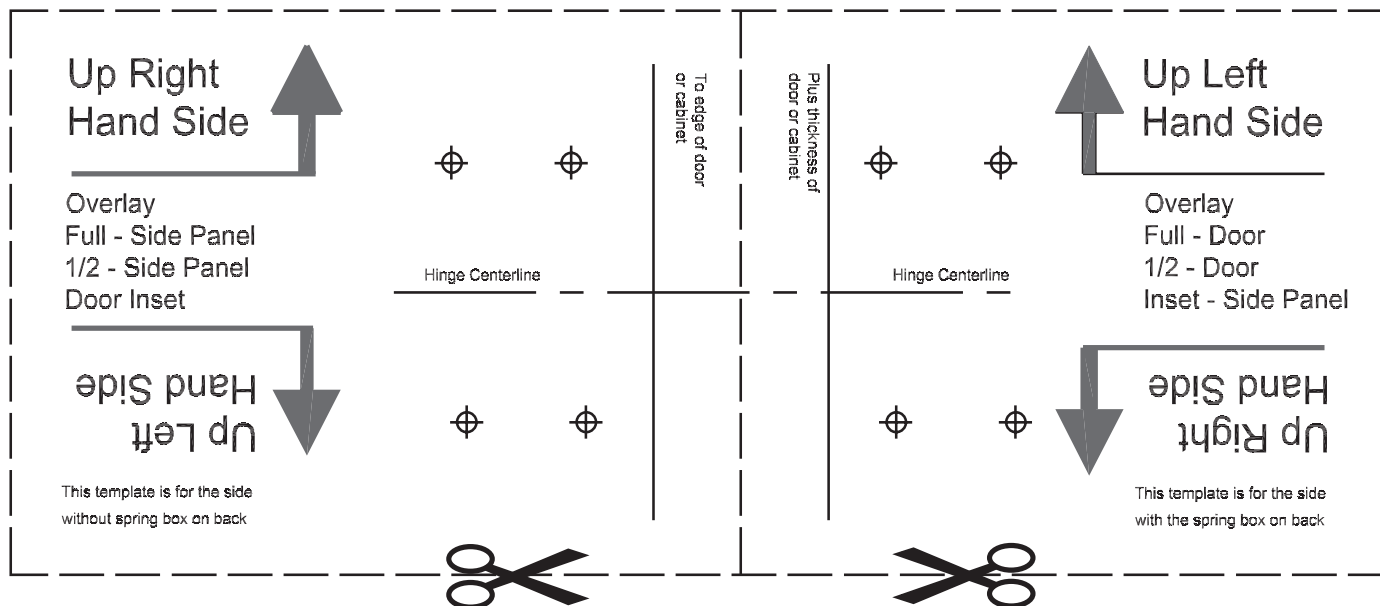 Up Right
Hand Side
Overlay
Full - Side Panel
1/2 - Side Panel
Door Inset
Up Left
Hand Side
This template is for the side
without spring box on back
Hinge Centerline
To edge of door
or cabinet
Plus thickness of
door or cabinet
Hinge Centerline
Up Left
Hand Side
Overlay
Full - Door
1/2 - Door
Inset - Side Panel
Up Right
Hand Side
This template is for the side
with the spring box on back